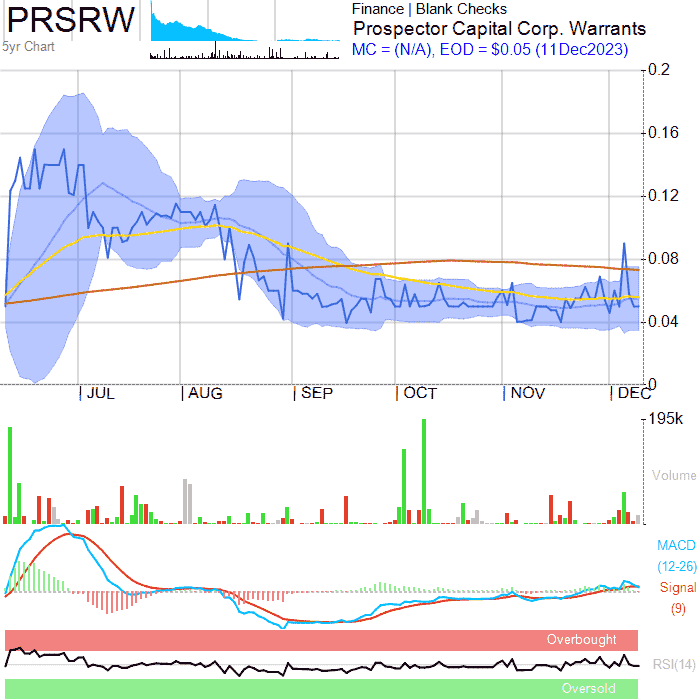 PRSRW
5yr Chart
Finance | Blank Checks
Prospector Capital Corp. Warrants
MC = (N/A), EOD = $0.05 (11Dec2023)
0.2
0.16
0.12
0.08
0.04
0
| JUL | AUG | SEP | OCT | NOV | DEC
195k
Volume
MACD
(12-26)
Signal
(9)
Overbought
RSI(14)
Oversold